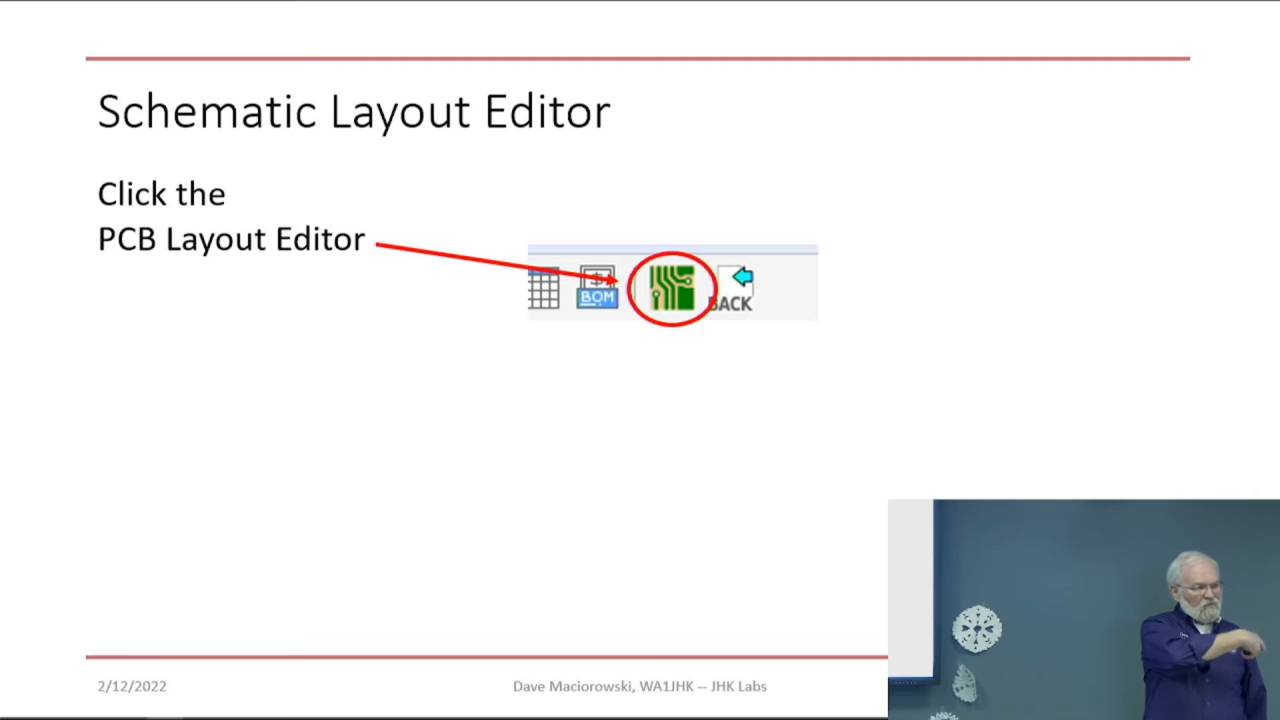 Schematic Layout Editor
Click the
PCB Layout Editor
$
BOM
BACK
2/12/2022
Dave Maciorowski, WA1JHK -- JHK Labs